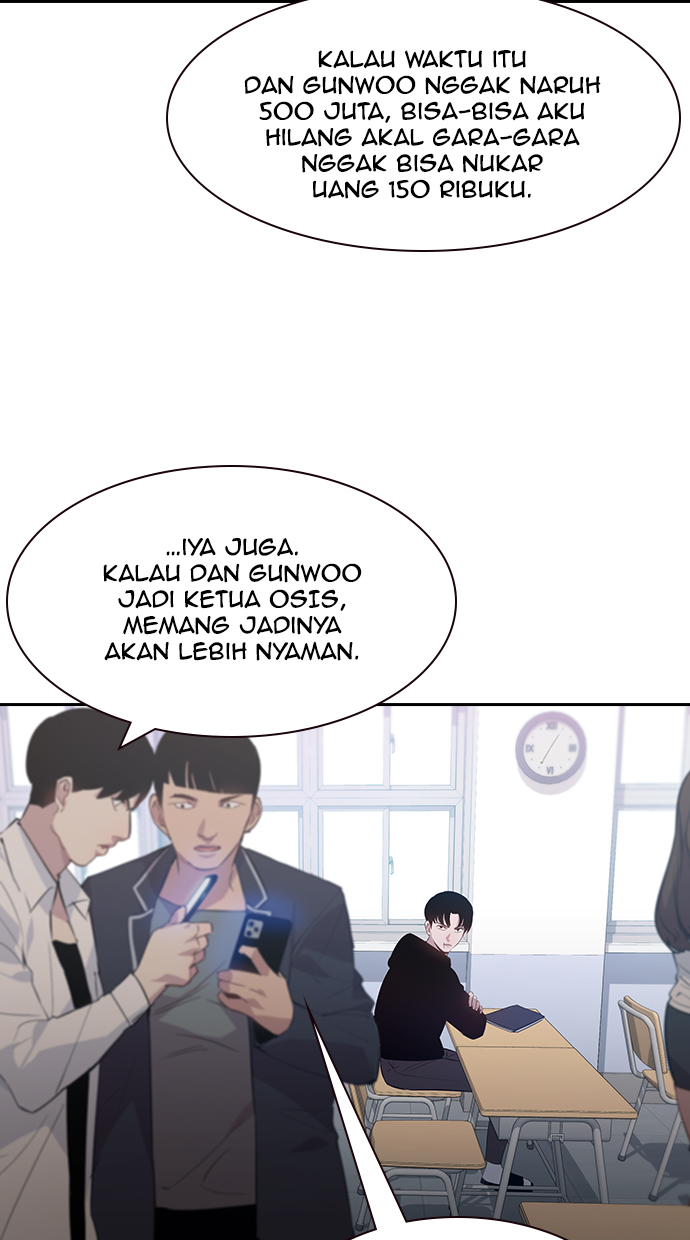 KALAU WAKTU ITU
DAN GUNWOO NGGAK NARUH
500 JUTA, BISA-BISA AKU
HILANG AKAL GARA-GARA
NGGAK BISA NUKAR
UANG 150 RIBUKU.
...IYA JUGA.
KALAU DAN GUNWOO
JADI KETUA OSIS,
MEMANG JADINYA
AKAN LEBIH NYAMAN.